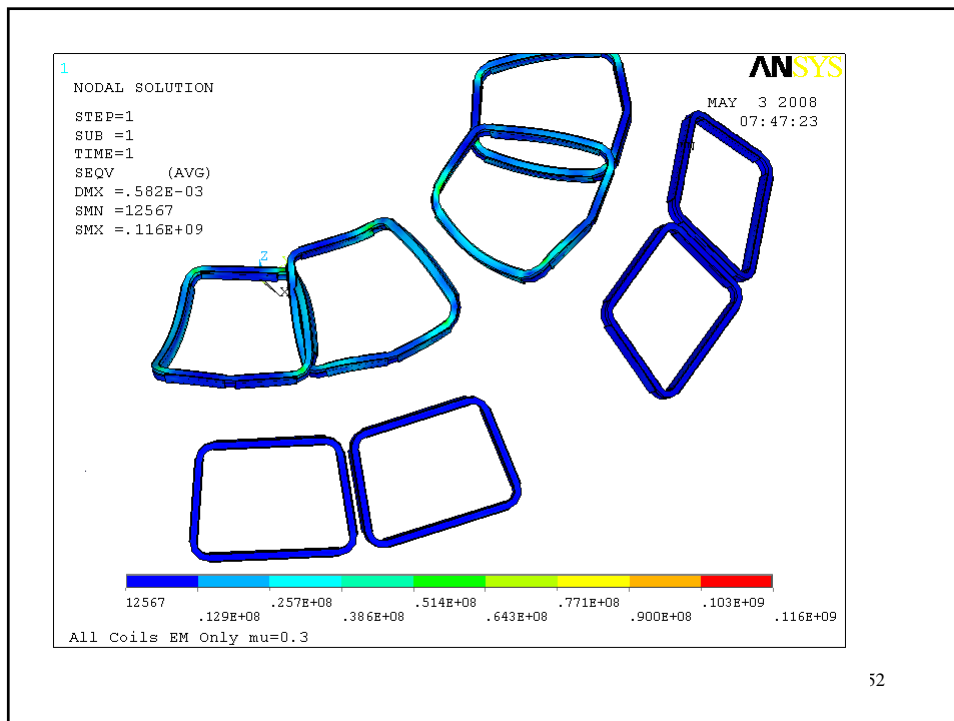 1
NODAL SOLUTION
STEP=1
SUB =1
TIME=1
SEQV (AVG)
DMX =.582E-03
SMN =12567
SMX =.116E+09
ANSYS
MAY 3 2008
07:47:23
Z
X
12567
.129E+08
.257E+08
.386E+08
.514E+08
.643E+08
.771E+08
.900E+08
.103E+09
.116E+09
All Coils EM Only mu=0.3
52